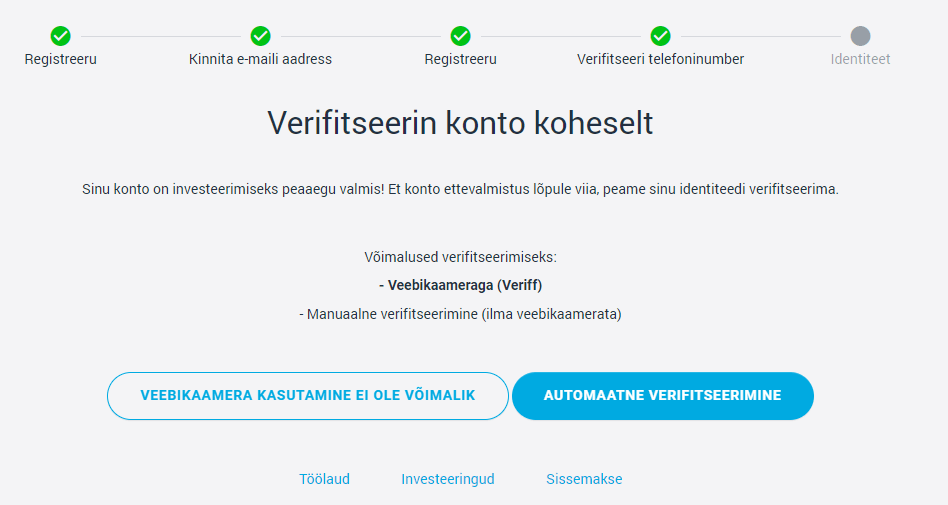 Registreeru Kinnita e-maili aadress Registreeru Verifitseeri telefoninumber Identiteet
Verifitseerin konto koheselt
Sinu konto on investeerimiseks peaaegu valmis! Et konto ettevalmistus lõpule viia, peame sinu identiteedi verifitseerima.
Võimalused verifitseerimiseks:
- Veebikaameraga (Veriff)
- Manuaalne verifitseerimine (ilma veebikaamerata)
VEEBIKAAMERA KASUTAMINE EI OLE VÕIMALIK AUTOMAATNE VERIFITSEERIMINE
Töölaud Investeeringud Sissemakse